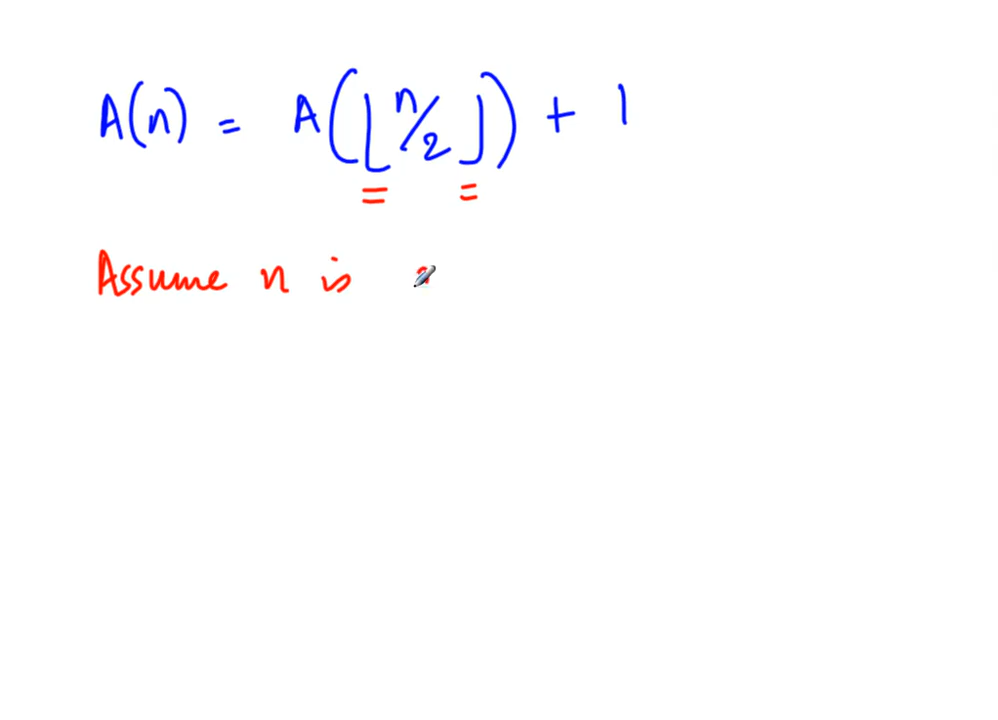 A(n) = A(⌊n/2⌋) + 1
Assume n is